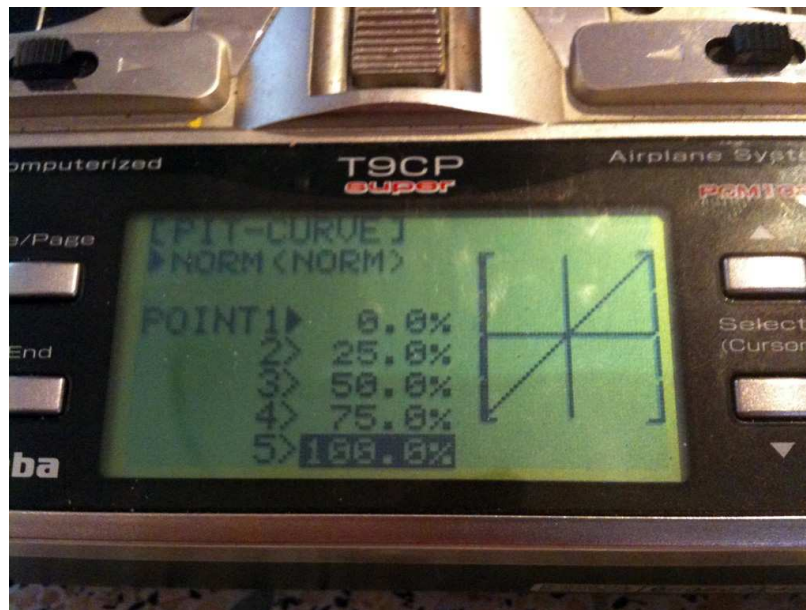 omputerized T9CP Airplane Syst
super
PCM10
[PIT-CURVE]
▶NORM(NORM)
POINT1▶ 0.0%
2> 25.0%
3> 50.0%
4> 75.0%
5>100.0%
e/Page
End
Select
(Cursor
ba